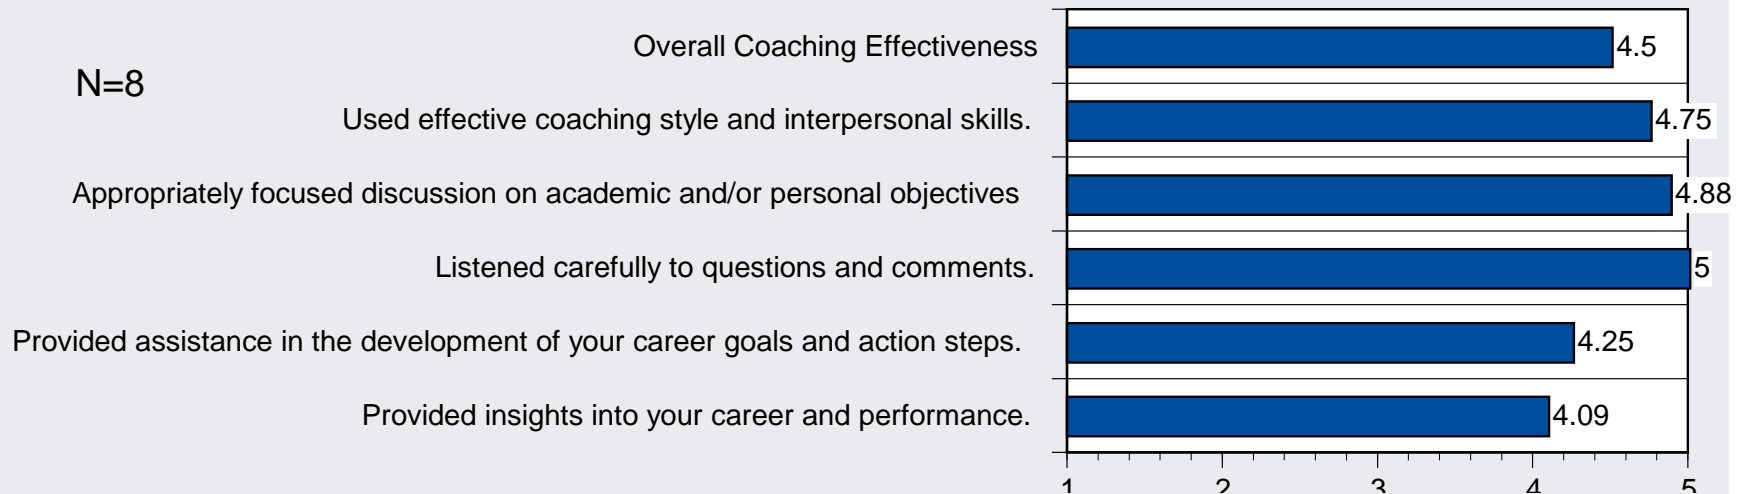 Overall Coaching Effectiveness 4.5
N=8
Used effective coaching style and interpersonal skills. 4.75
Appropriately focused discussion on academic and/or personal objectives 4.88
Listened carefully to questions and comments. 5
Provided assistance in the development of your career goals and action steps. 4.25
Provided insights into your career and performance. 4.09
1 2 3 4 5